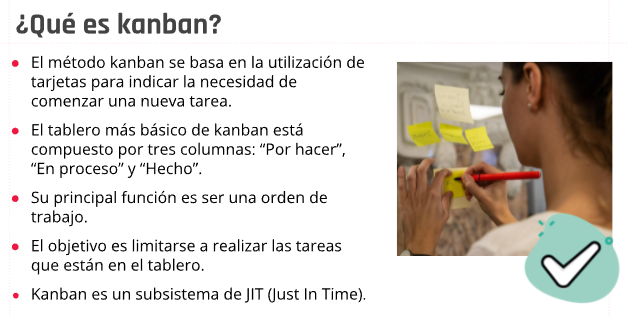 ¿Qué es kanban?
El método kanban se basa en la utilización de
tarjetas para indicar la necesidad de
comenzar una nueva tarea.
El tablero más básico de kanban está
compuesto por tres columnas: “Por hacer”,
“En proceso” y “Hecho”.
Su principal función es ser una orden de
trabajo.
El objetivo es limitarse a realizar las tareas
que están en el tablero.
Kanban es un subsistema de JIT (Just In Time).